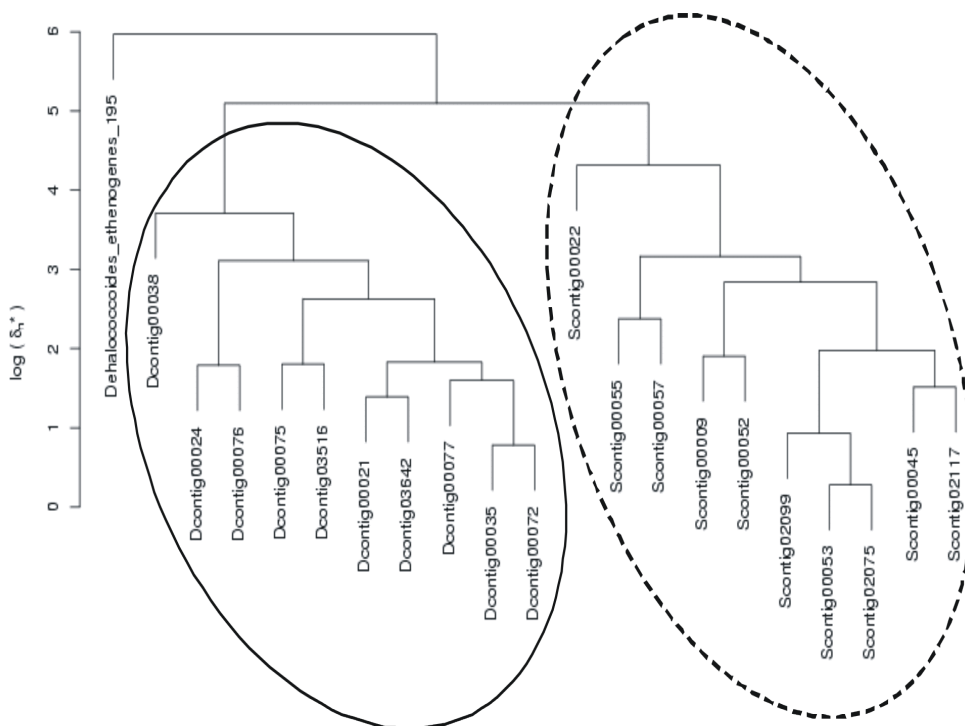 6
5
4
3
2
1
0
log ( δn* )
Dehalococcoides_ethenogenes_195
Dcontig00038
Dcontig00024
Dcontig00076
Dcontig00075
Dcontig03516
Dcontig00021
Dcontig03642
Dcontig00077
Dcontig00035
Dcontig00072
Scontig00022
Scontig00055
Scontig00057
Scontig00009
Scontig00052
Scontig02099
Scontig00053
Scontig02075
Scontig00045
Scontig02117